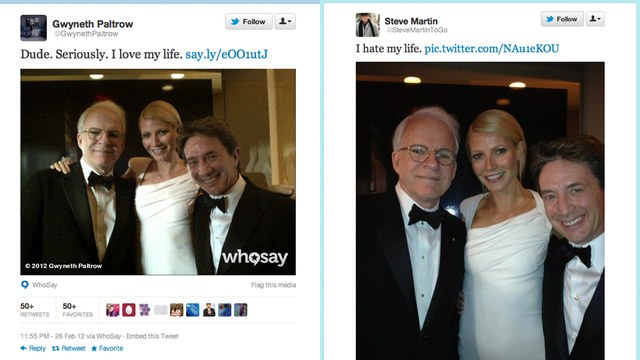 Gwyneth Paltrow
@GwynethPaltrow
Follow
Dude. Seriously. I love my life. say.ly/eOO1utJ
© 2012 Gwyneth Paltrow
whosay
WhoSay
Flag this media
50+
RETWEETS
50+
FAVORITES
11:55 PM - 26 Feb 12 via WhoSay · Embed this Tweet
Reply Retweet Favorite
Steve Martin
@SteveMartinToGo
Follow
I hate my life. pic.twitter.com/NAu1eKOU